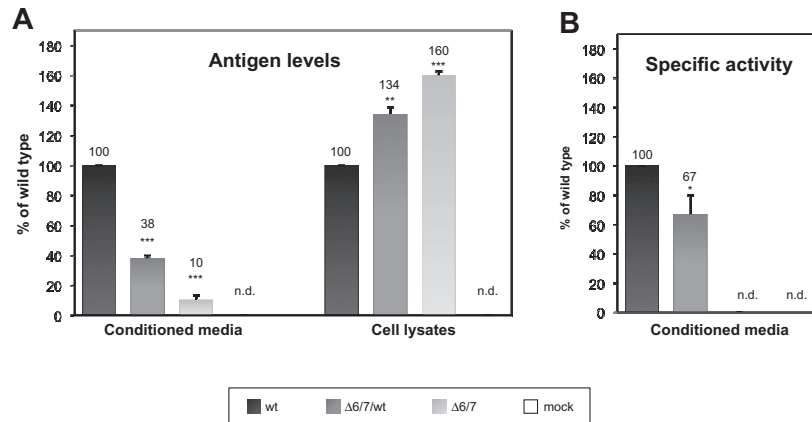 A
B
Antigen levels
Specific activity
% of wild type
180
160
140
120
100
80
60
40
20
0
100
38
***
10
***
n.d.
100
134
**
160
***
n.d.
Conditioned media
Cell lysates
% of wild type
180
160
140
120
100
80
60
40
20
0
100
67
*
n.d.
n.d.
Conditioned media
wt
Δ6/7/wt
Δ6/7
mock